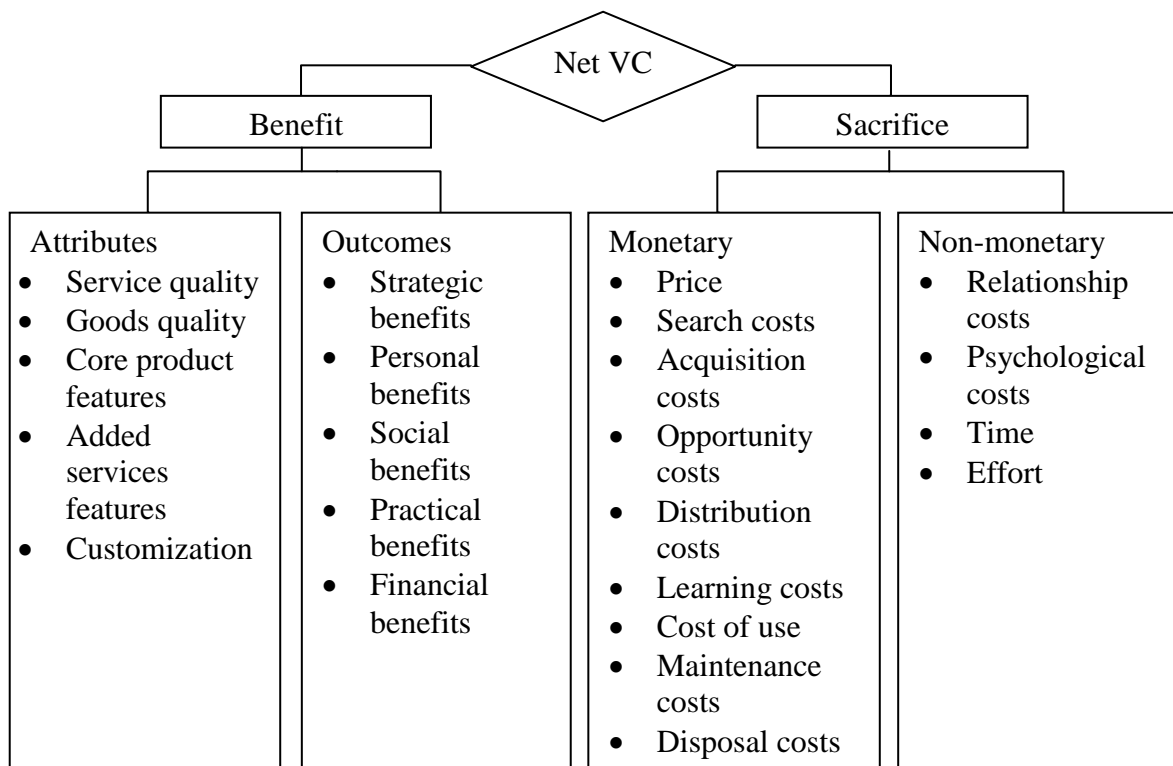 Net VC
Benefit
Sacrifice
Attributes
• Service quality
• Goods quality
• Core product
features
• Added
services
features
• Customization
Outcomes
• Strategic
benefits
• Personal
benefits
• Social
benefits
• Practical
benefits
• Financial
benefits
Monetary
• Price
• Search costs
• Acquisition
costs
• Opportunity
costs
• Distribution
costs
• Learning costs
• Cost of use
• Maintenance
costs
• Disposal costs
Non-monetary
• Relationship
costs
• Psychological
costs
• Time
• Effort